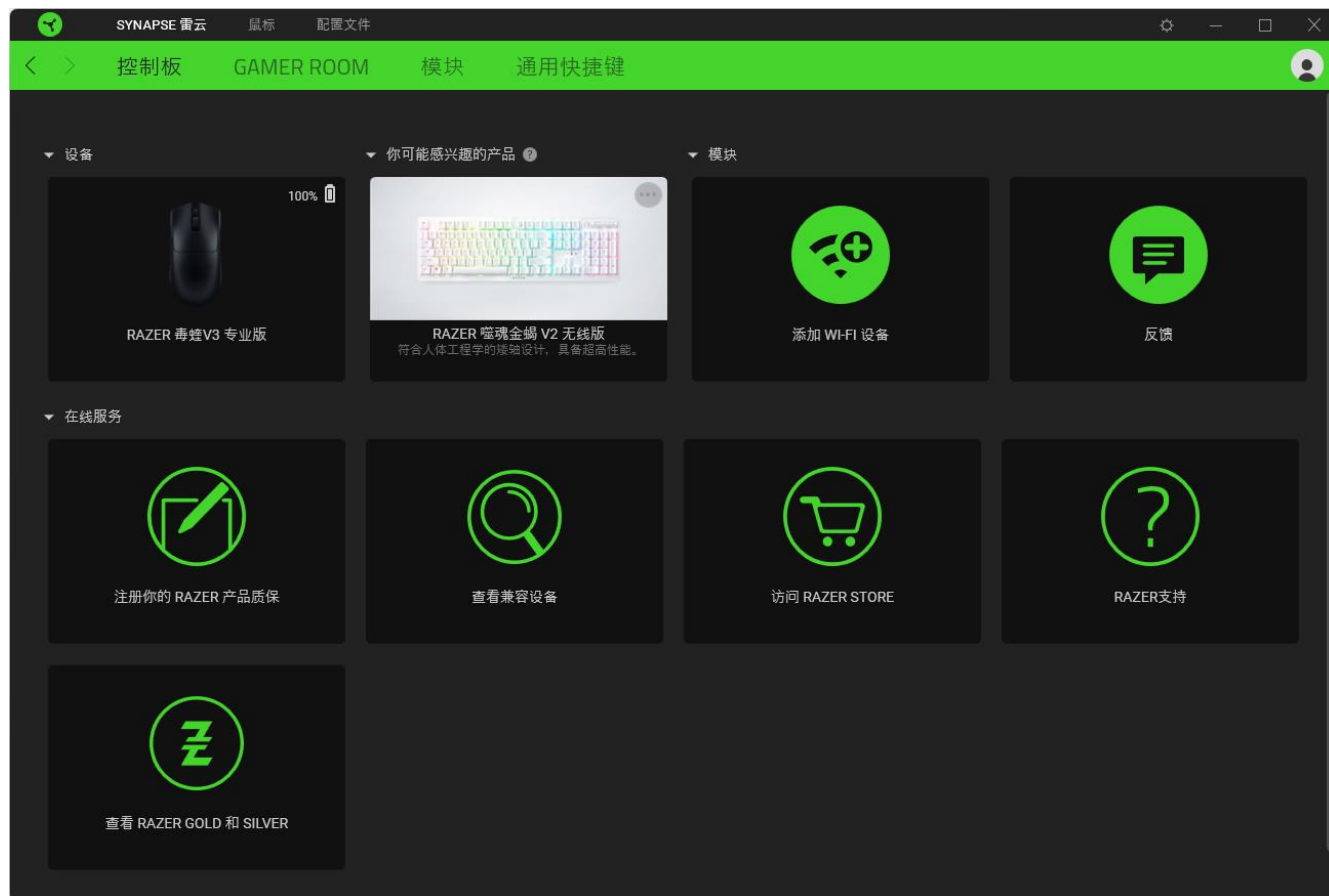 SYNAPSE 雷云 鼠标 配置文件
控制板 GAMER ROOM 模块 通用快捷键
设备
你可能感兴趣的产品
模块
100%
RAZER 毒蝰V3 专业版
RAZER 噬魂金蝎 V2 无线版
符合人体工程学的矮轴设计，具备超高性能。
添加 WI-FI 设备
反馈
在线服务
注册你的 RAZER 产品质保
查看兼容设备
访问 RAZER STORE
RAZER支持
查看 RAZER GOLD 和 SILVER